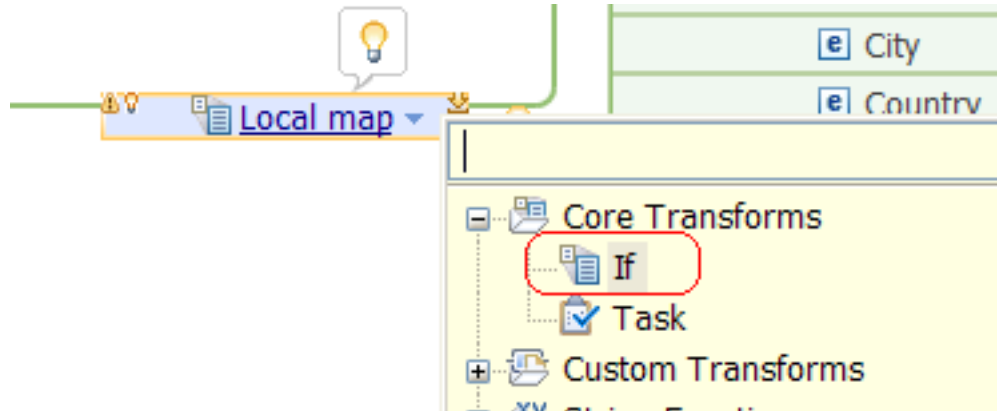 City
Country
Local map
Core Transforms
If
Task
Custom Transforms